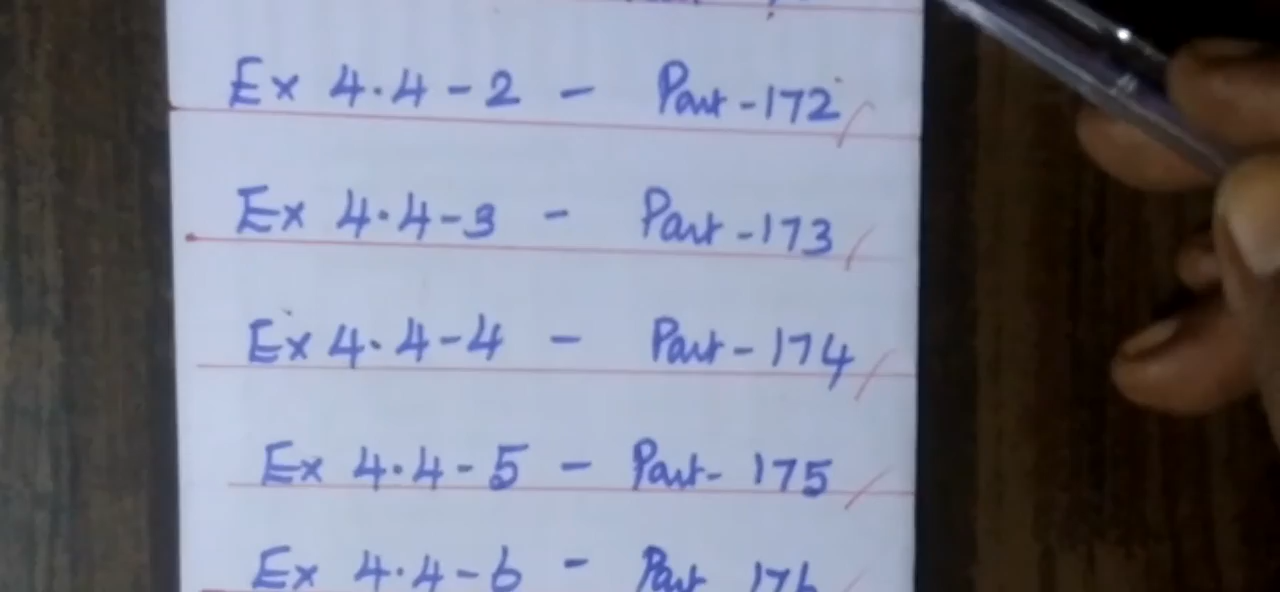 Ex 4.4-2 - Part-172
Ex 4.4-3 - Part-173
Ex 4.4-4 - Part-174
Ex 4.4-5 - Part- 175
Ex 4.4-6 - Part 176